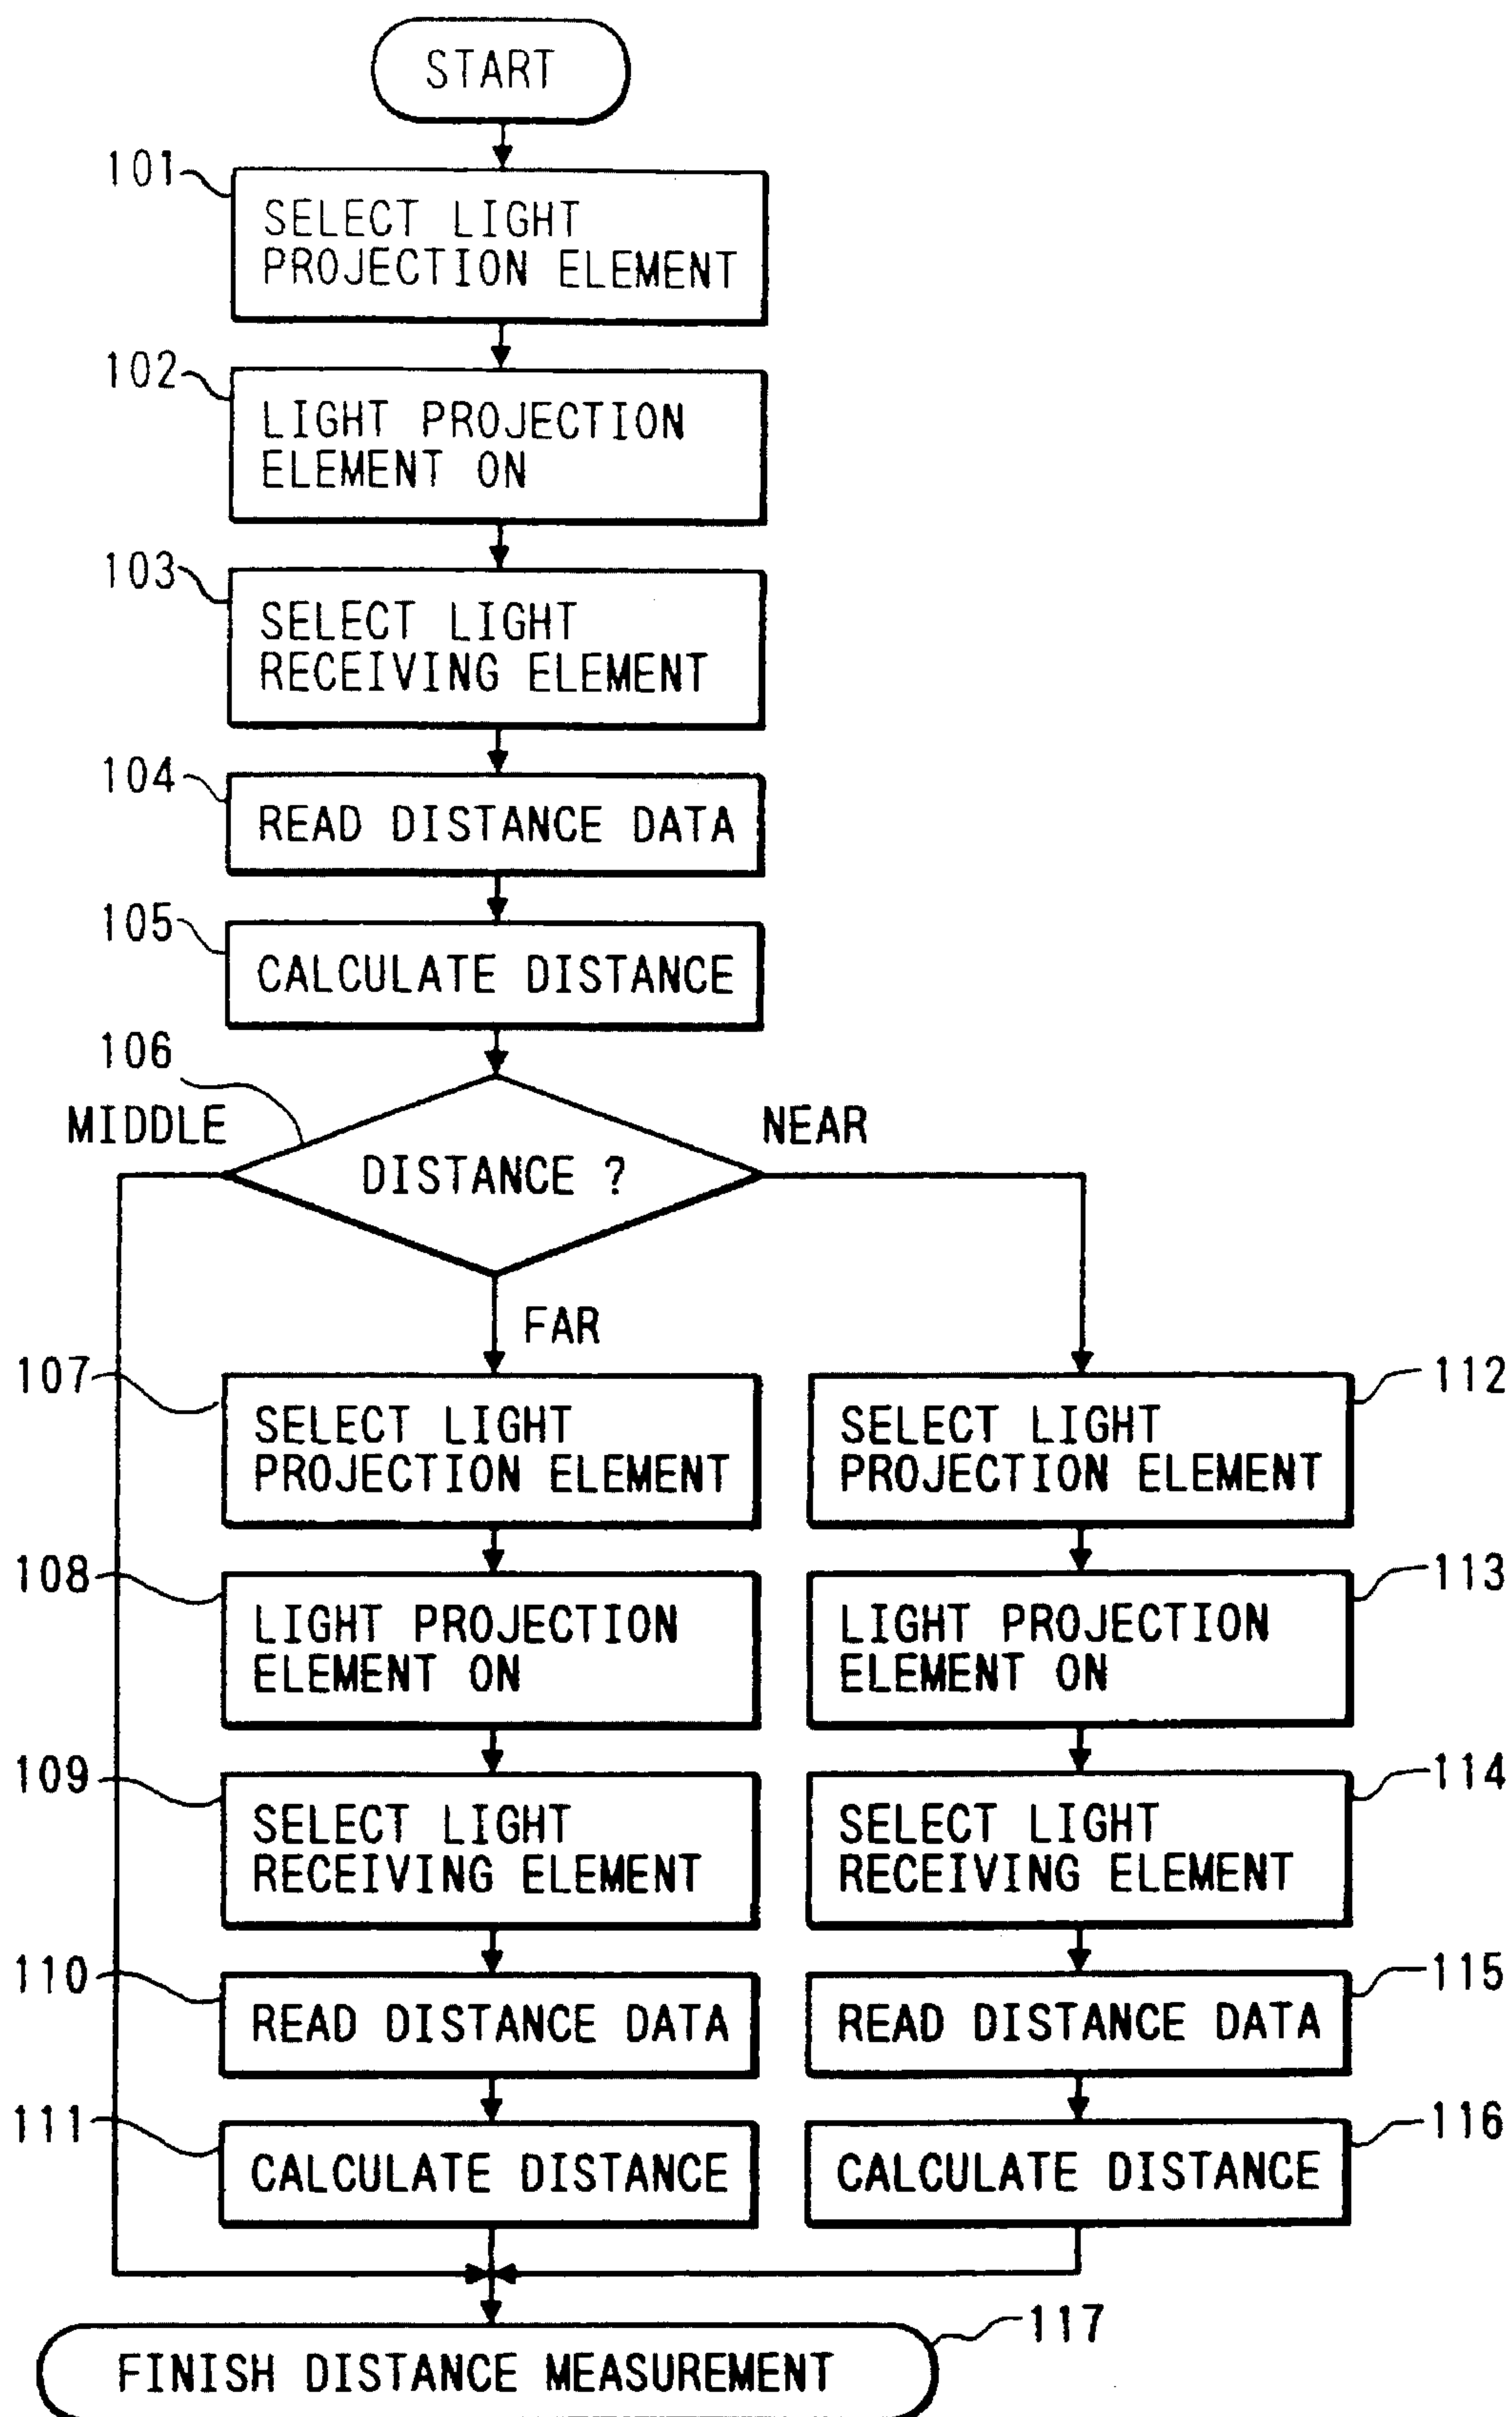 START
101
SELECT LIGHT
PROJECTION ELEMENT
102
LIGHT PROJECTION
ELEMENT ON
103
SELECT LIGHT
RECEIVING ELEMENT
104
READ DISTANCE DATA
105
CALCULATE DISTANCE
106
MIDDLE
NEAR
DISTANCE ?
FAR
107
SELECT LIGHT
PROJECTION ELEMENT
108
LIGHT PROJECTION
ELEMENT ON
109
SELECT LIGHT
RECEIVING ELEMENT
110
READ DISTANCE DATA
111
CALCULATE DISTANCE
112
SELECT LIGHT
PROJECTION ELEMENT
113
LIGHT PROJECTION
ELEMENT ON
114
SELECT LIGHT
RECEIVING ELEMENT
115
READ DISTANCE DATA
116
CALCULATE DISTANCE
117
FINISH DISTANCE MEASUREMENT